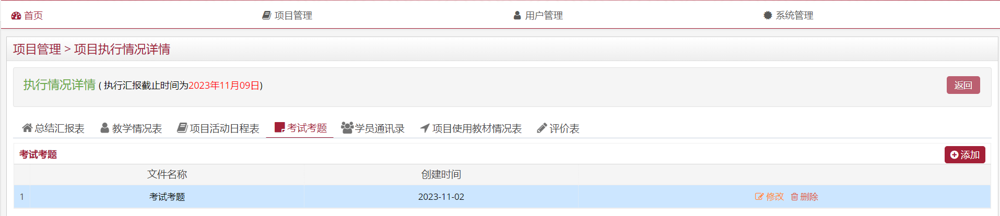 首页 项目管理 用户管理 系统管理
项目管理 > 项目执行情况详情
执行情况详情 ( 执行汇报截止时间为2023年11月09日) 返回
总结汇报表 教学情况表 项目活动日程表 考试考题 学员通讯录 项目使用教材情况表 评价表
考试考题 添加
文件名称 创建时间
1 考试考题 2023-11-02 修改 删除